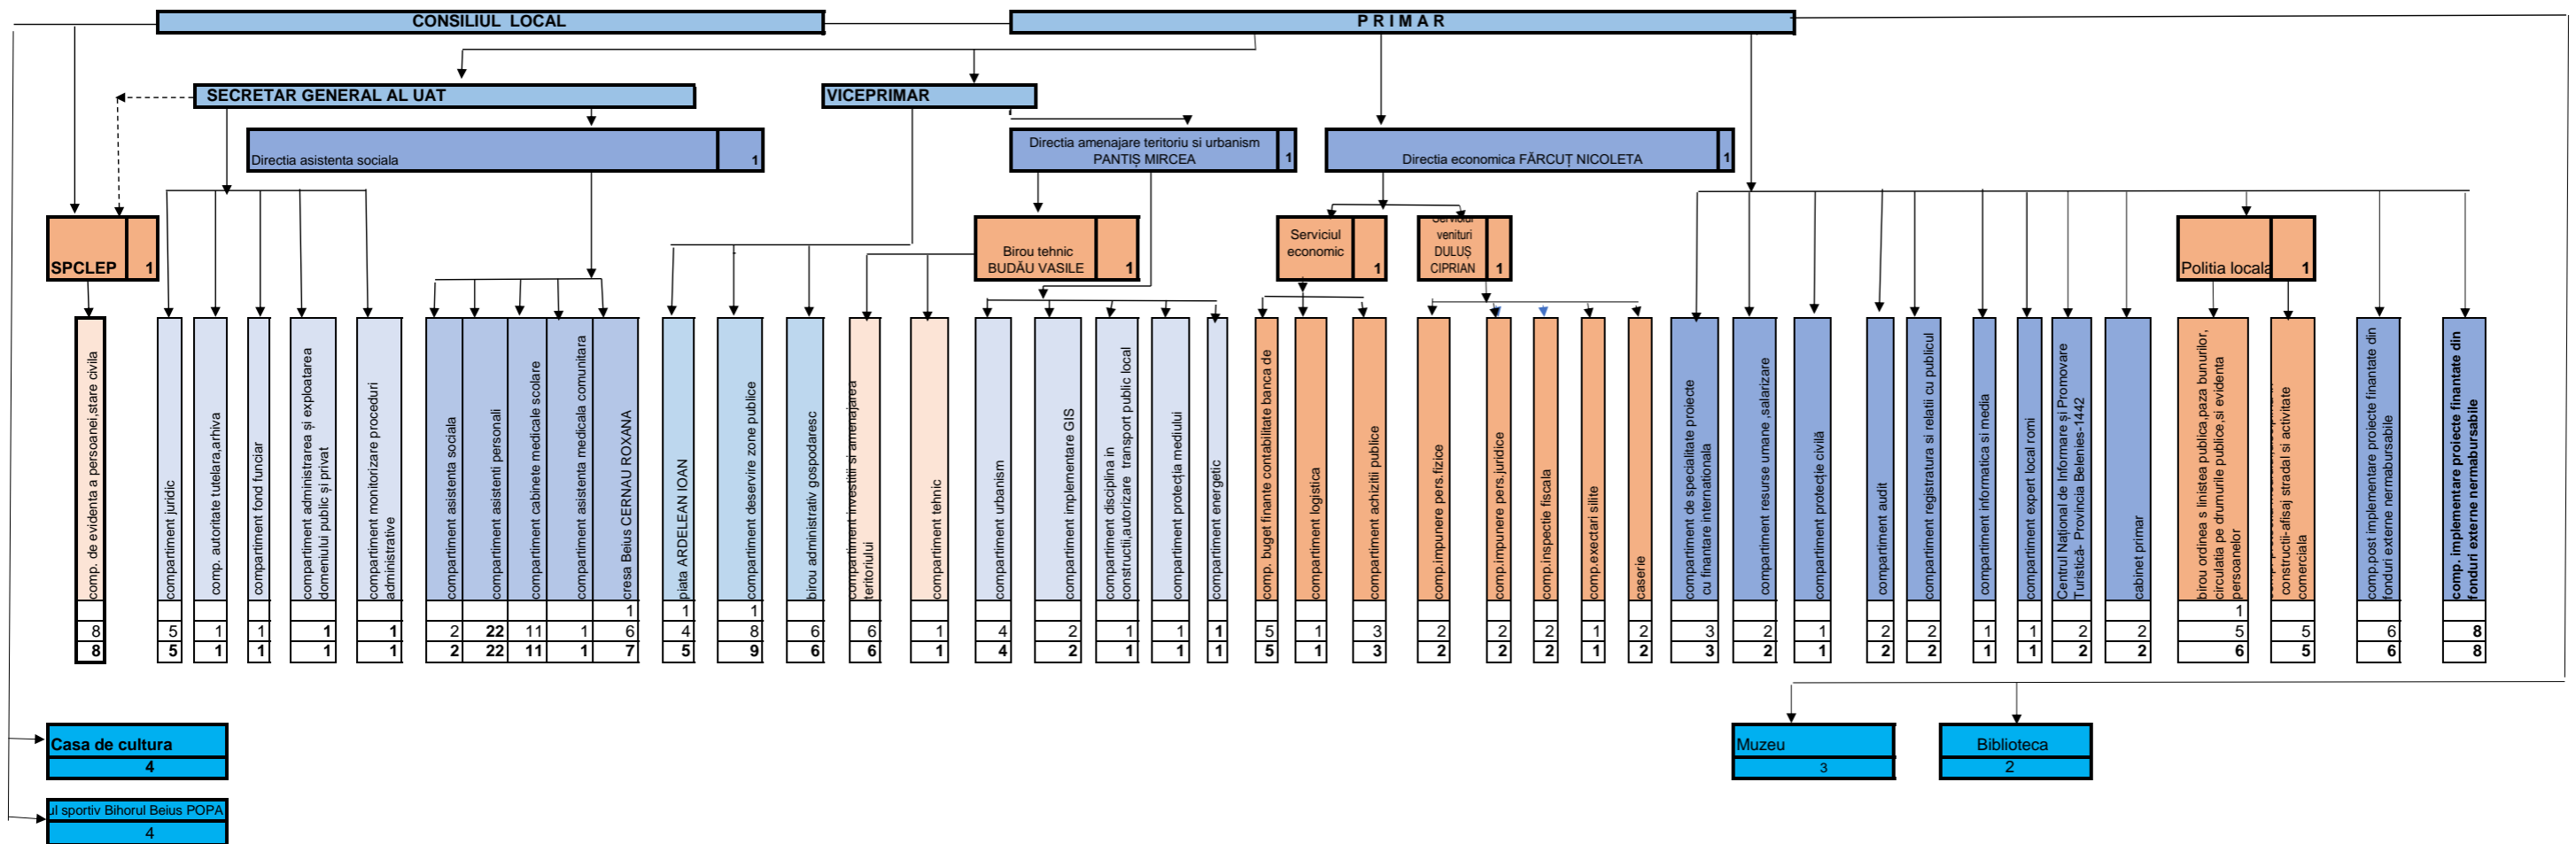 CONSILIUL LOCAL
P R I M A R
SECRETAR GENERAL AL UAT
VICEPRIMAR
Directia asistenta sociala
1
Directia amenajare teritoriu si urbanism
PANTIȘ MIRCEA
1
Directia economica FĂRCUȚ NICOLETA
1
SPCLEP
1
Birou tehnic
BUDĂU VASILE
1
Serviciul
economic
1
venituri
DULUȘ
CIPRIAN
1
Politia locala
1
comp. de evidenta a persoanei,stare civila
compartiment juridic
comp. autoritate tutelara,arhiva
compartiment fond funciar
compartiment administrarea și exploatarea
domeniului public și privat
compartiment monitorizare proceduri
administrative
compartiment asistenta sociala
compartiment asistenti personali
compartiment cabinete medicale scolare
compartiment asistenta medicala comunitara
cresa Beius CERNAU ROXANA
piata ARDELEAN IOAN
compartiment deservire zone publice
birou administrativ gospodaresc
compartiment investitii si amenajarea
teritoriului
compartiment tehnic
compartiment urbanism
compartiment implementare GIS
compartiment disciplina in
constructii,autorizare transport public local
compartiment protecția mediului
compartiment energetic
comp. buget finante contabilitate banca de
compartiment logistica
compartiment achizitii publice
comp.impunere pers.fizice
comp.impunere pers.juridice
comp.inspectie fiscala
comp.exectari silite
caserie
compartiment de specialitate proiecte
cu finantare internationala
compartiment resurse umane ,salarizare
compartiment protecție civilă
compartiment audit
compartiment registratura si relatii cu publicul
compartiment informatica si media
compartiment expert local romi
Centrul Național de Informare și Promovare
Turistică- Provincia Belenies-1442
cabinet primar
birou ordinea s linistea publica,paza bunurilor,
circulatia pe drumurile publice,si evidenta
persoanelor
constructii-afisaj stradal si activitate
comerciala
comp.post implementare proiecte finantate din
fonduri externe nermabursabile
comp. implementare proiecte finantate din
fonduri externe nermabursabile
1 1 1 1
8 5 1 1 1 1 2 22 11 1 6 4 8 6 6 1 4 2 1 1 1 5 1 3 2 2 2 1 2 3 2 1 2 2 1 1 2 2 5 5 6 8
8 5 1 1 1 1 2 22 11 1 7 5 9 6 6 1 4 2 1 1 1 5 1 3 2 2 2 1 2 3 2 1 2 2 1 1 2 2 6 5 6 8
Casa de cultura
4
Muzeu
3
Biblioteca
2
sportiv Bihorul Beius POPA
4